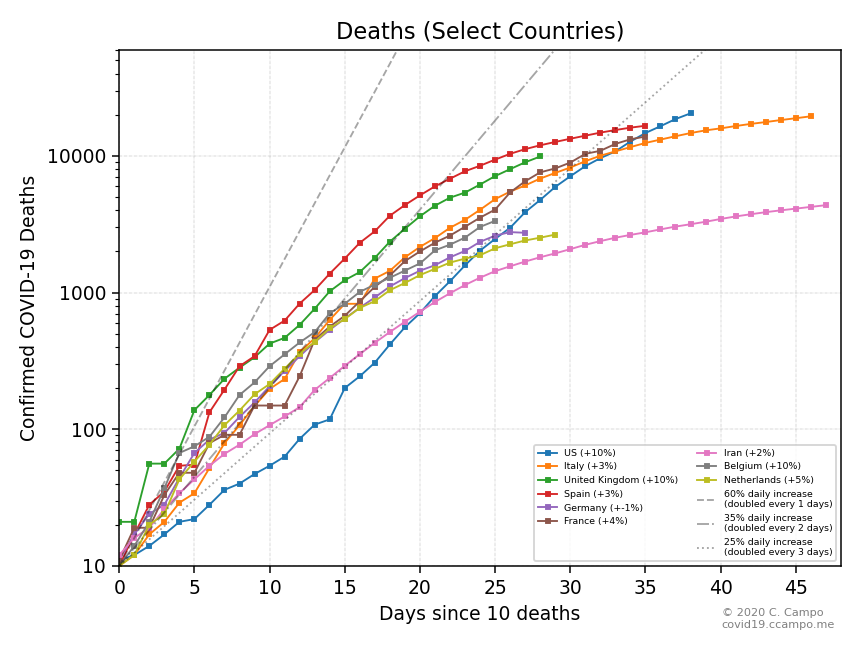 Deaths (Select Countries)
Confirmed COVID-19 Deaths
10000
1000
100
10
0 5 10 15 20 25 30 35 40 45
Days since 10 deaths
US (+10%)
Italy (+3%)
United Kingdom (+10%)
Spain (+3%)
Germany (+-1%)
France (+4%)
Iran (+2%)
Belgium (+10%)
Netherlands (+5%)
60% daily increase
(doubled every 1 days)
35% daily increase
(doubled every 2 days)
25% daily increase
(doubled every 3 days)
© 2020 C. Campo
covid19.ccampo.me